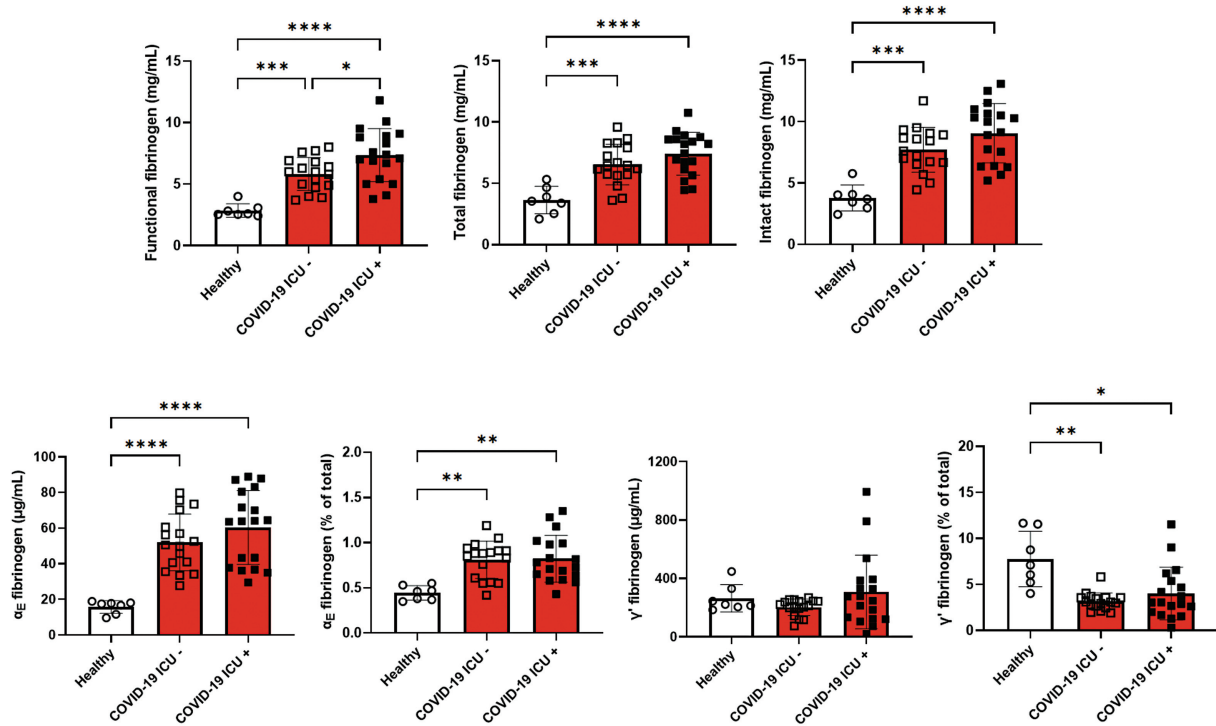 Functional fibrinogen (mg/mL)
15
10
5
0
****
***
*
Healthy
COVID-19 ICU -
COVID-19 ICU +
Total fibrinogen (mg/mL)
15
10
5
0
****
***
Healthy
COVID-19 ICU -
COVID-19 ICU +
Intact fibrinogen (mg/mL)
15
10
5
0
****
***
Healthy
COVID-19 ICU -
COVID-19 ICU +
αE fibrinogen (µg/mL)
100
80
60
40
20
0
****
****
Healthy
COVID-19 ICU -
COVID-19 ICU +
αE fibrinogen (% of total)
2.0
1.5
1.0
0.5
0.0
**
**
Healthy
COVID-19 ICU -
COVID-19 ICU +
γ' fibrinogen (µg/mL)
1200
800
400
0
Healthy
COVID-19 ICU -
COVID-19 ICU +
γ' fibrinogen (% of total)
20
15
10
5
0
*
**
Healthy
COVID-19 ICU -
COVID-19 ICU +